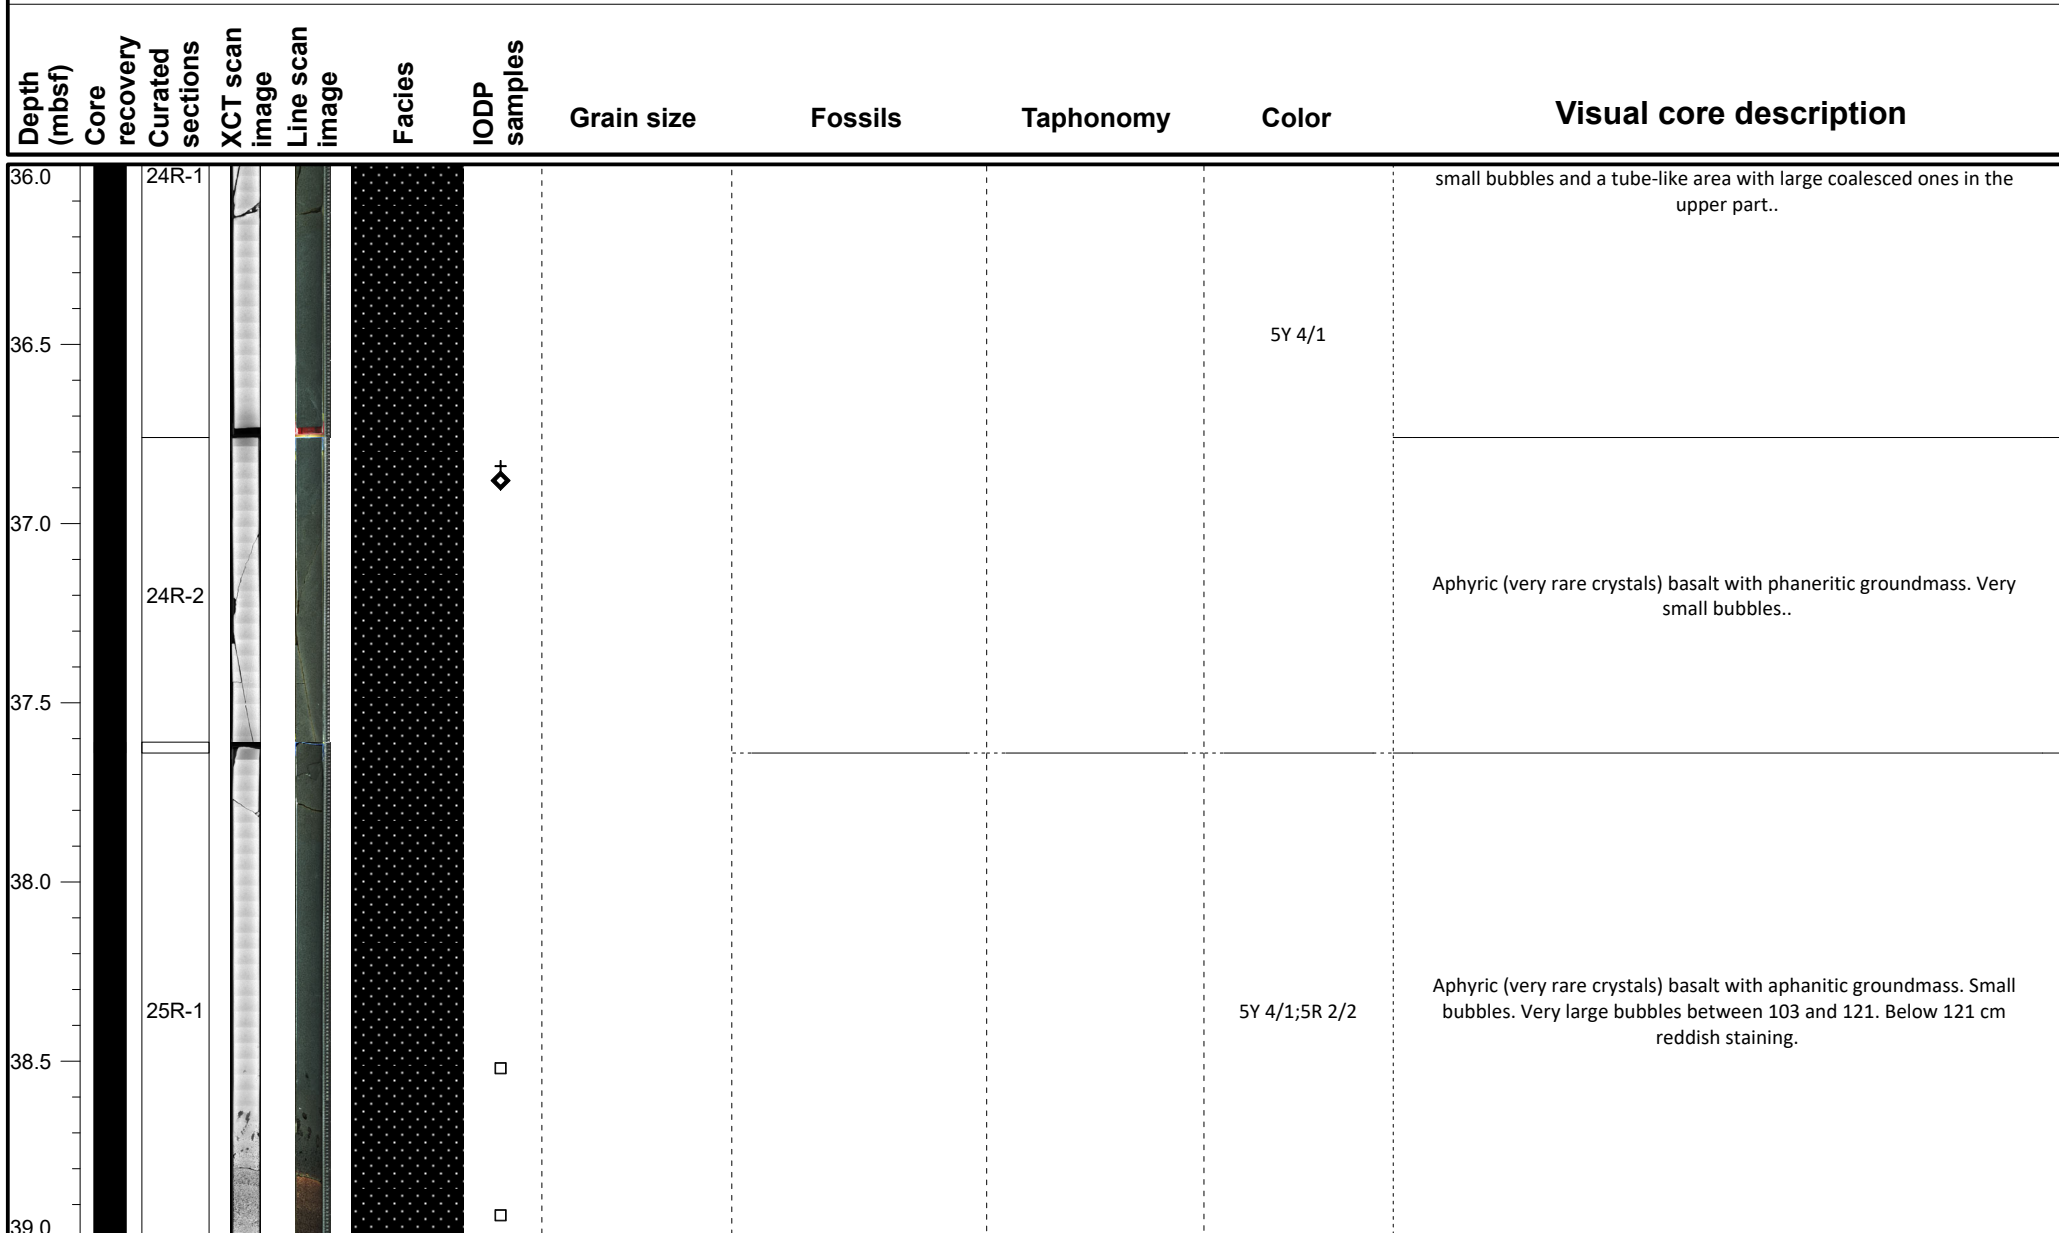 Depth (mbsf)
Core recovery
Curated sections
XCT scan image
Line scan image
Facies
IODP samples
Grain size
Fossils
Taphonomy
Color
Visual core description
36.0
24R-1
small bubbles and a tube-like area with large coalesced ones in the
upper part..
36.5
5Y 4/1
37.0
24R-2
Aphyric (very rare crystals) basalt with phaneritic groundmass. Very
small bubbles..
37.5
38.0
25R-1
5Y 4/1;5R 2/2
Aphyric (very rare crystals) basalt with aphanitic groundmass. Small
bubbles. Very large bubbles between 103 and 121. Below 121 cm
reddish staining.
38.5
39.0